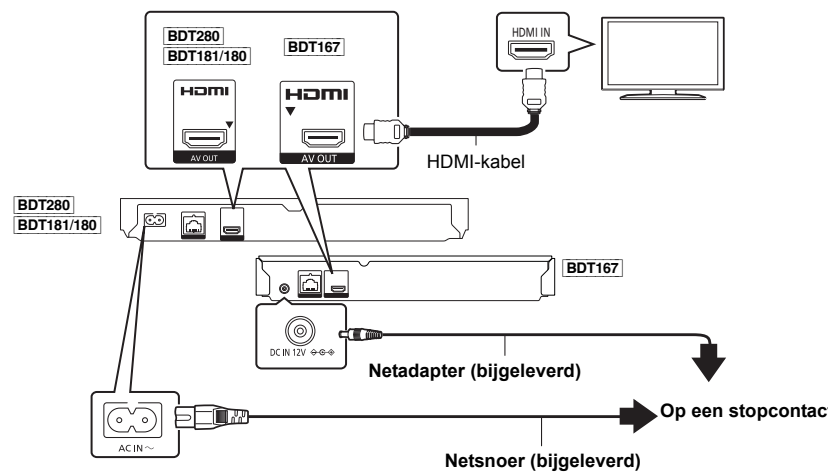 BDT280
BDT181/180
BDT167
HDMI
AV OUT
HDMI
AV OUT
HDMI IN
HDMI-kabel
BDT280
BDT181/180
BDT167
DC IN 12V
Netadapter (bijgeleverd)
Op een stopcontac
AC IN ~
Netsnoer (bijgeleverd)